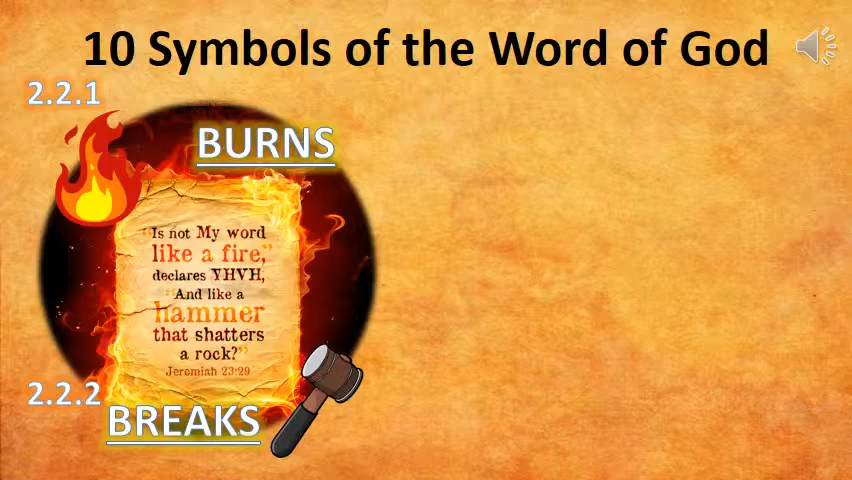 10 Symbols of the Word of God
2.2.1
BURNS
"Is not My word
like a fire,"
declares YHVH,
"And like a
hammer
that shatters
a rock?"
Jeremiah 23:29
2.2.2
BREAKS